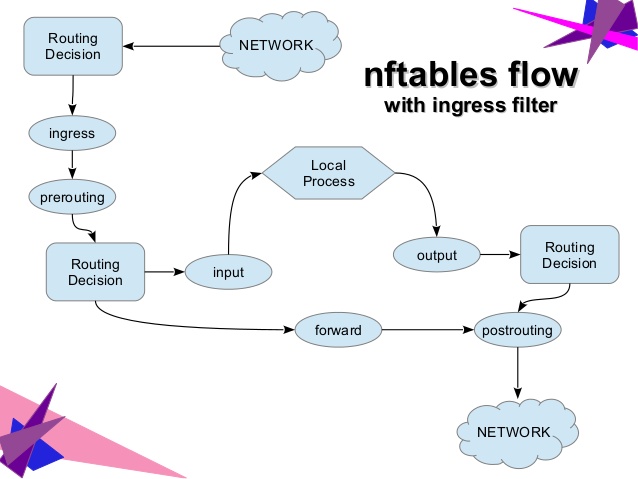 Routing
Decision
NETWORK
nftables flow
with ingress filter
ingress
Local
Process
prerouting
Routing
Decision
input
output
Routing
Decision
forward
postrouting
NETWORK